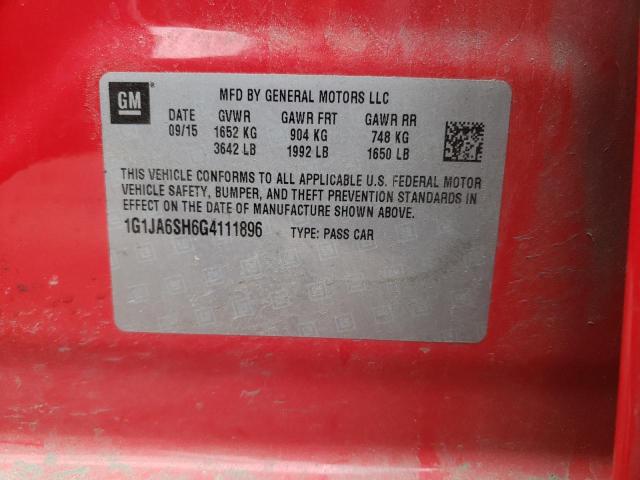 GM
MFD BY GENERAL MOTORS LLC
DATE GVWR GAWR FRT GAWR RR
09/15 1652 KG 904 KG 748 KG
3642 LB 1992 LB 1650 LB
THIS VEHICLE CONFORMS TO ALL APPLICABLE U.S. FEDERAL MOTOR
VEHICLE SAFETY, BUMPER, AND THEFT PREVENTION STANDARDS IN
EFFECT ON THE DATE OF MANUFACTURE SHOWN ABOVE.
1G1JA6SH6G4111896 TYPE: PASS CAR